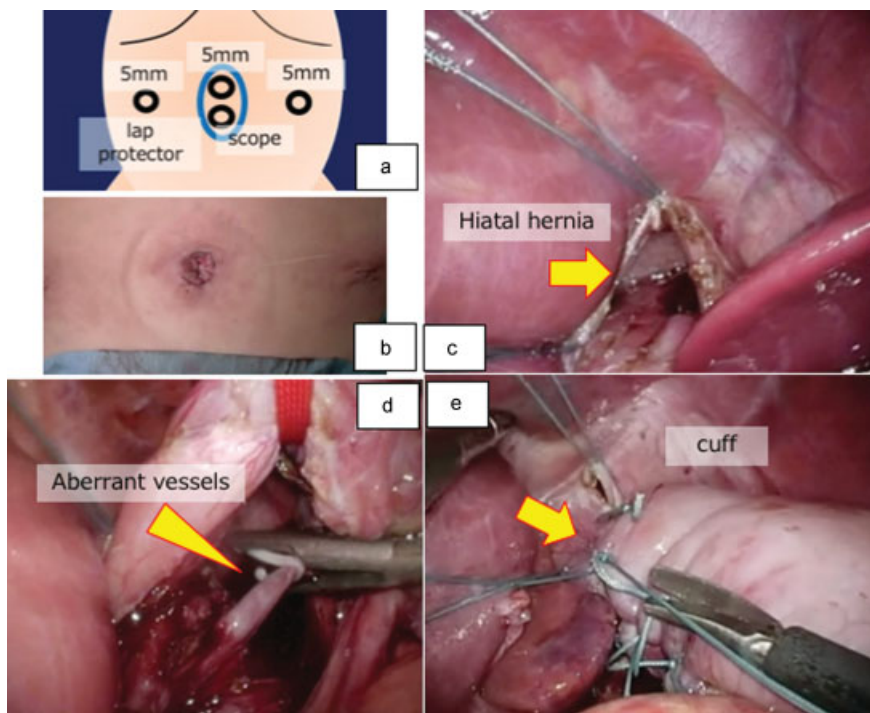 5mm
5mm
5mm
lap
protector
scope
a
b
c
Hiatal hernia
d
e
Aberrant vessels
cuff